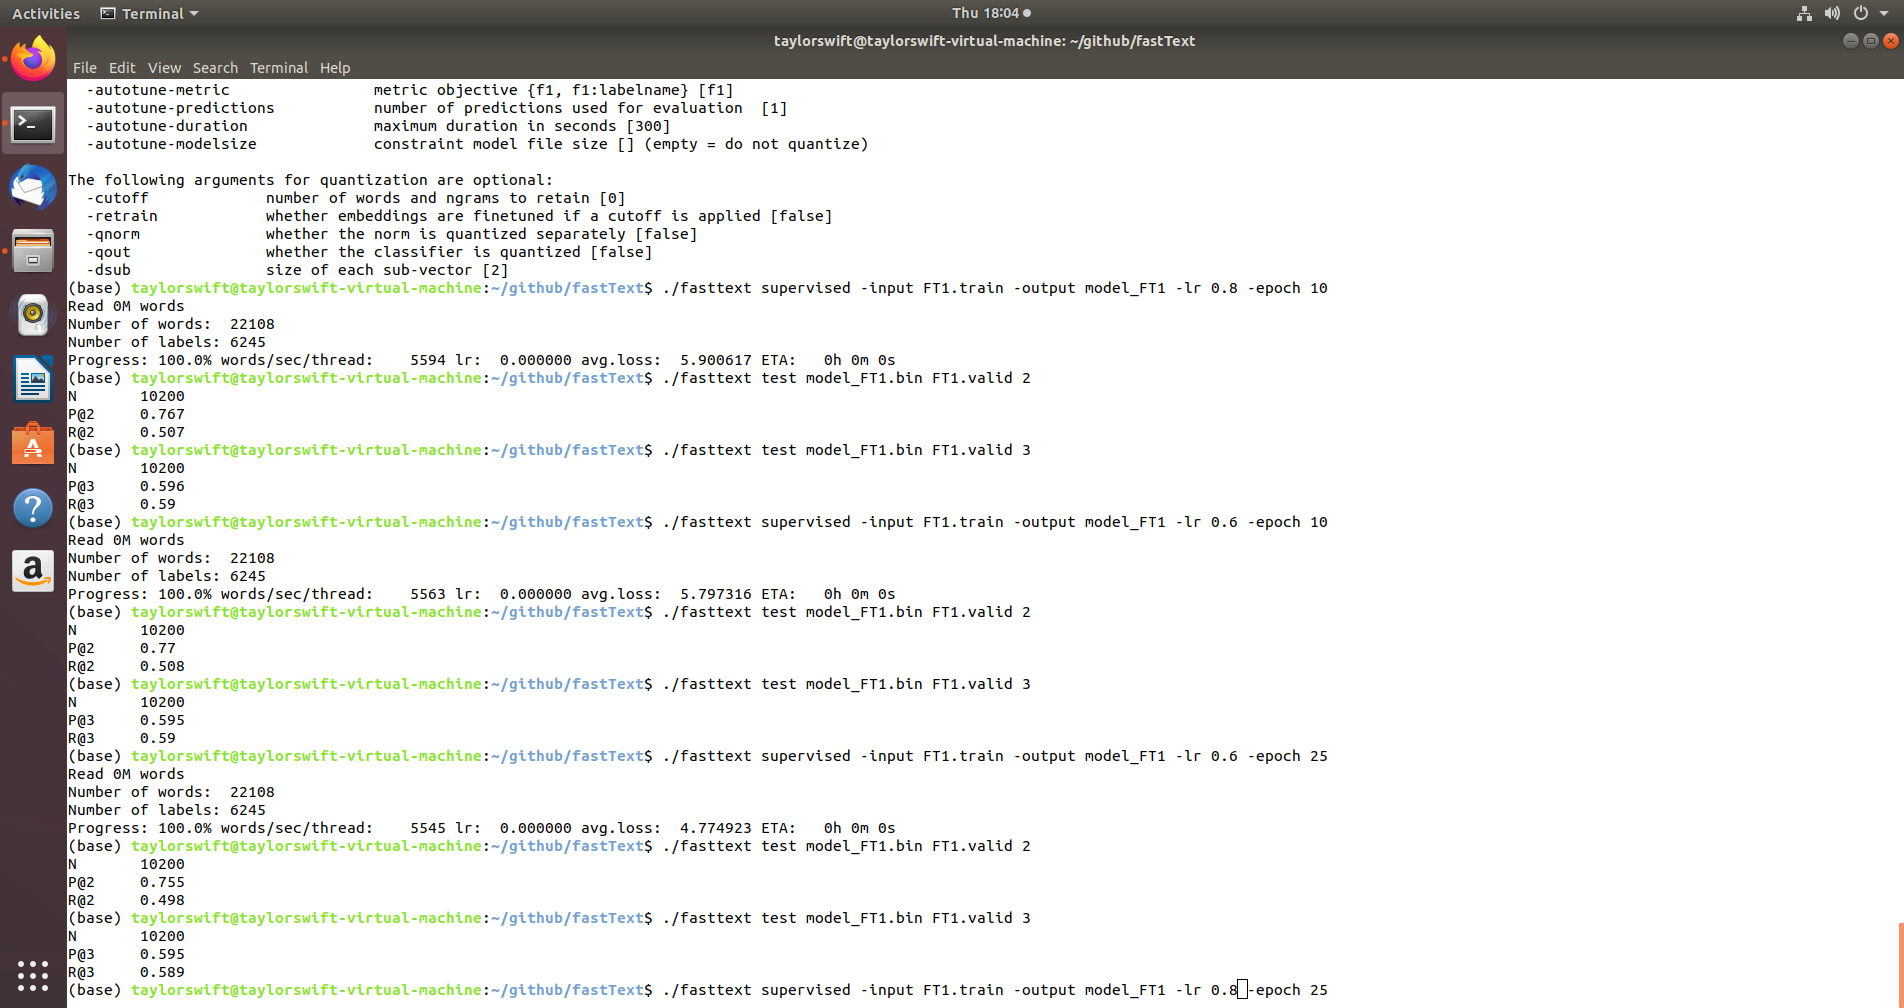 Activities Terminal Thu 18:04
taylorswift@taylorswift-virtual-machine: ~/github/fastText
File Edit View Search Terminal Help
-autotune-metric metric objective {f1, f1:labelname} [f1]
-autotune-predictions number of predictions used for evaluation [1]
-autotune-duration maximum duration in seconds [300]
-autotune-modelsize constraint model file size [] (empty = do not quantize)
The following arguments for quantization are optional:
-cutoff number of words and ngrams to retain [0]
-retrain whether embeddings are finetuned if a cutoff is applied [false]
-qnorm whether the norm is quantized separately [false]
-qout whether the classifier is quantized [false]
-dsub size of each sub-vector [2]
(base) taylorswift@taylorswift-virtual-machine:~/github/fastText$ ./fasttext supervised -input FT1.train -output model_FT1 -lr 0.8 -epoch 10
Read 0M words
Number of words: 22108
Number of labels: 6245
Progress: 100.0% words/sec/thread: 5594 lr: 0.000000 avg.loss: 5.900617 ETA: 0h 0m 0s
(base) taylorswift@taylorswift-virtual-machine:~/github/fastText$ ./fasttext test model_FT1.bin FT1.valid 2
N 10200
P@2 0.767
R@2 0.507
(base) taylorswift@taylorswift-virtual-machine:~/github/fastText$ ./fasttext test model_FT1.bin FT1.valid 3
N 10200
P@3 0.596
R@3 0.59
(base) taylorswift@taylorswift-virtual-machine:~/github/fastText$ ./fasttext supervised -input FT1.train -output model_FT1 -lr 0.6 -epoch 10
Read 0M words
Number of words: 22108
Number of labels: 6245
Progress: 100.0% words/sec/thread: 5563 lr: 0.000000 avg.loss: 5.797316 ETA: 0h 0m 0s
(base) taylorswift@taylorswift-virtual-machine:~/github/fastText$ ./fasttext test model_FT1.bin FT1.valid 2
N 10200
P@2 0.77
R@2 0.508
(base) taylorswift@taylorswift-virtual-machine:~/github/fastText$ ./fasttext test model_FT1.bin FT1.valid 3
N 10200
P@3 0.595
R@3 0.59
(base) taylorswift@taylorswift-virtual-machine:~/github/fastText$ ./fasttext supervised -input FT1.train -output model_FT1 -lr 0.6 -epoch 25
Read 0M words
Number of words: 22108
Number of labels: 6245
Progress: 100.0% words/sec/thread: 5545 lr: 0.000000 avg.loss: 4.774923 ETA: 0h 0m 0s
(base) taylorswift@taylorswift-virtual-machine:~/github/fastText$ ./fasttext test model_FT1.bin FT1.valid 2
N 10200
P@2 0.755
R@2 0.498
(base) taylorswift@taylorswift-virtual-machine:~/github/fastText$ ./fasttext test model_FT1.bin FT1.valid 3
N 10200
P@3 0.595
R@3 0.589
(base) taylorswift@taylorswift-virtual-machine:~/github/fastText$ ./fasttext supervised -input FT1.train -output model_FT1 -lr 0.8 -epoch 25